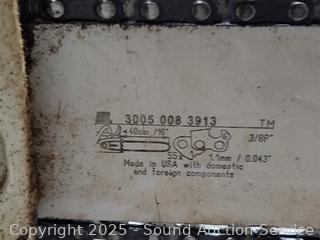 3005 008 3913 TM
<40cm /16" 3/8P"
55x 1.1mm / 0.043"
Made in USA with domestic
and foreign components
Copyright 2025 - Sound Auction Service